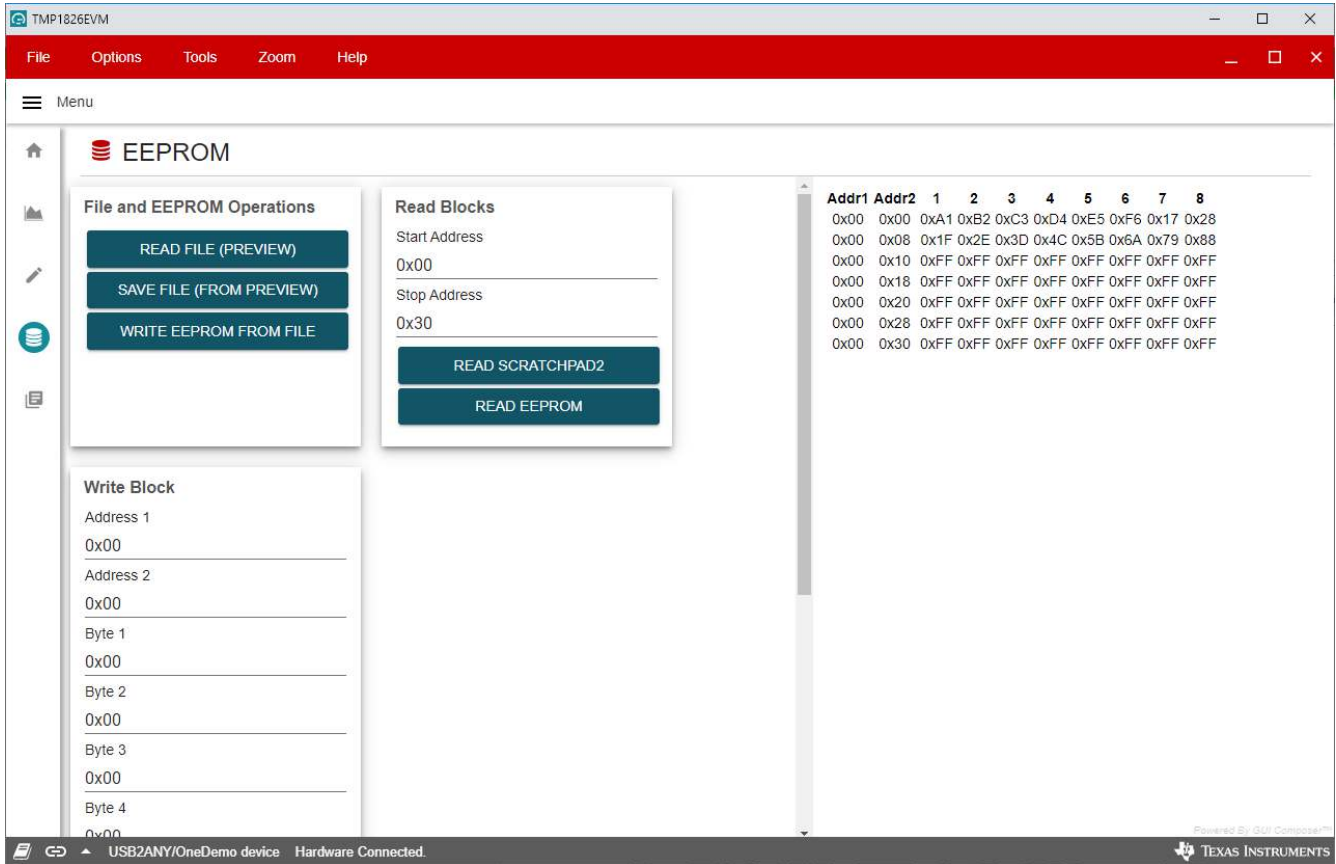 TMP1826EVM
File Options Tools Zoom Help
Menu
EEPROM
File and EEPROM Operations
READ FILE (PREVIEW)
SAVE FILE (FROM PREVIEW)
WRITE EEPROM FROM FILE
Read Blocks
Start Address
0x00
Stop Address
0x30
READ SCRATCHPAD2
READ EEPROM
Write Block
Address 1
0x00
Address 2
0x00
Byte 1
0x00
Byte 2
0x00
Byte 3
0x00
Byte 4
0x00
Addr1 Addr2 1 2 3 4 5 6 7 8
0x00 0x00 0xA1 0xB2 0xC3 0xD4 0xE5 0xF6 0x17 0x28
0x00 0x08 0x1F 0x2E 0x3D 0x4C 0x5B 0x6A 0x79 0x88
0x00 0x10 0xFF 0xFF 0xFF 0xFF 0xFF 0xFF 0xFF 0xFF
0x00 0x18 0xFF 0xFF 0xFF 0xFF 0xFF 0xFF 0xFF 0xFF
0x00 0x20 0xFF 0xFF 0xFF 0xFF 0xFF 0xFF 0xFF 0xFF
0x00 0x28 0xFF 0xFF 0xFF 0xFF 0xFF 0xFF 0xFF 0xFF
0x00 0x30 0xFF 0xFF 0xFF 0xFF 0xFF 0xFF 0xFF 0xFF
Powered By GUI Composer™
USB2ANY/OneDemo device Hardware Connected.
TEXAS INSTRUMENTS